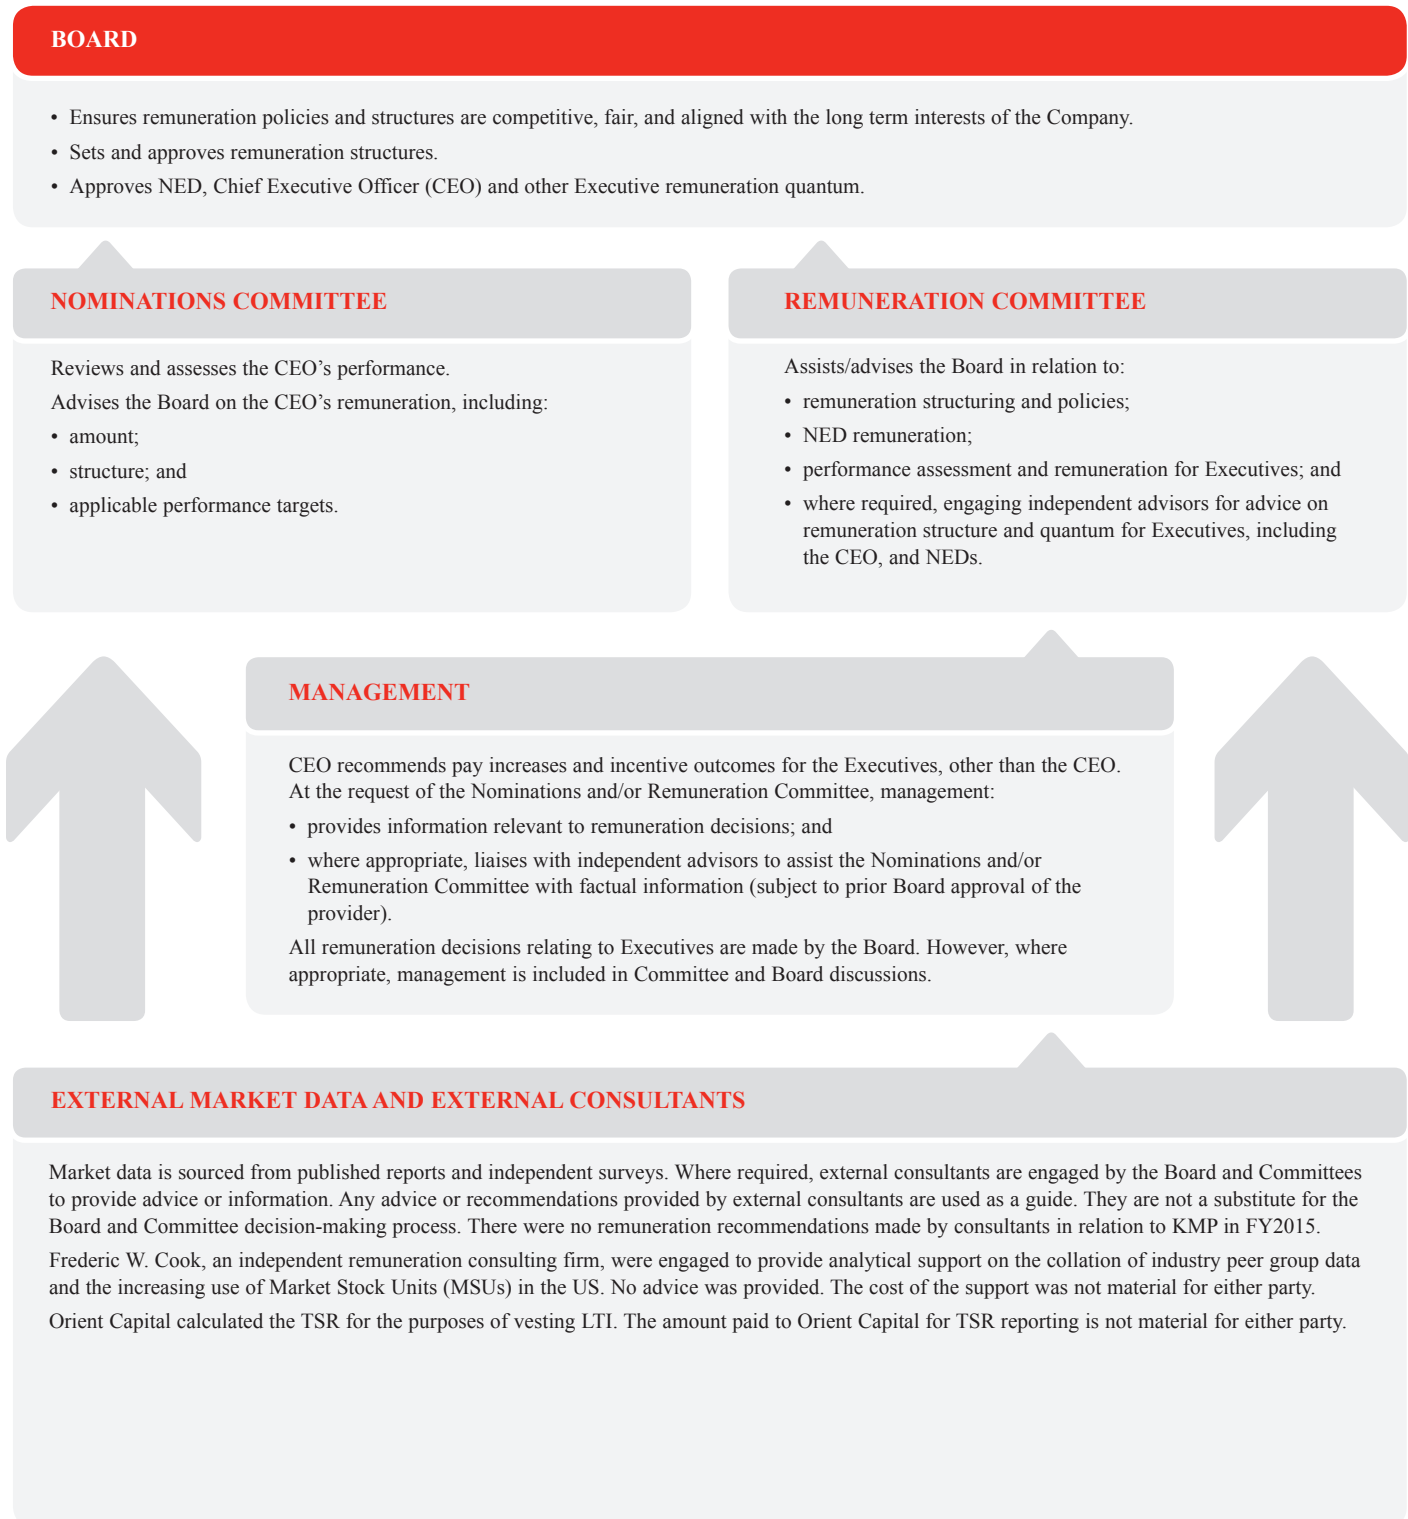 BOARD
• Ensures remuneration policies and structures are competitive, fair, and aligned with the long term interests of the Company.
• Sets and approves remuneration structures.
• Approves NED, Chief Executive Officer (CEO) and other Executive remuneration quantum.
NOMINATIONS COMMITTEE
Reviews and assesses the CEO’s performance.
Advises the Board on the CEO’s remuneration, including:
• amount;
• structure; and
• applicable performance targets.
REMUNERATION COMMITTEE
Assists/advises the Board in relation to:
• remuneration structuring and policies;
• NED remuneration;
• performance assessment and remuneration for Executives; and
• where required, engaging independent advisors for advice on
remuneration structure and quantum for Executives, including
the CEO, and NEDs.
MANAGEMENT
CEO recommends pay increases and incentive outcomes for the Executives, other than the CEO.
At the request of the Nominations and/or Remuneration Committee, management:
• provides information relevant to remuneration decisions; and
• where appropriate, liaises with independent advisors to assist the Nominations and/or
Remuneration Committee with factual information (subject to prior Board approval of the
provider).
All remuneration decisions relating to Executives are made by the Board. However, where
appropriate, management is included in Committee and Board discussions.
EXTERNAL MARKET DATA AND EXTERNAL CONSULTANTS
Market data is sourced from published reports and independent surveys. Where required, external consultants are engaged by the Board and Committees
to provide advice or information. Any advice or recommendations provided by external consultants are used as a guide. They are not a substitute for the
Board and Committee decision-making process. There were no remuneration recommendations made by consultants in relation to KMP in FY2015.
Frederic W. Cook, an independent remuneration consulting firm, were engaged to provide analytical support on the collation of industry peer group data
and the increasing use of Market Stock Units (MSUs) in the US. No advice was provided. The cost of the support was not material for either party.
Orient Capital calculated the TSR for the purposes of vesting LTI. The amount paid to Orient Capital for TSR reporting is not material for either party.